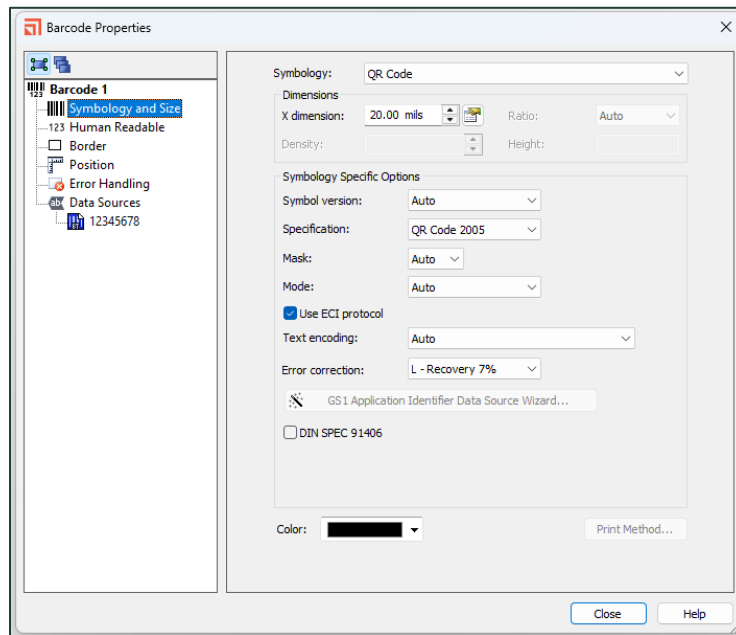 Barcode Properties
Barcode 1
Symbology and Size
123 Human Readable
Border
Position
Error Handling
Data Sources
12345678
Symbology: QR Code
Dimensions
X dimension: 20.00 mils Ratio: Auto
Density: Height:
Symbology Specific Options
Symbol version: Auto
Specification: QR Code 2005
Mask: Auto
Mode: Auto
Use ECI protocol
Text encoding: Auto
Error correction: L - Recovery 7%
GS1 Application Identifier Data Source Wizard...
DIN SPEC 91406
Color: Print Method...
Close Help